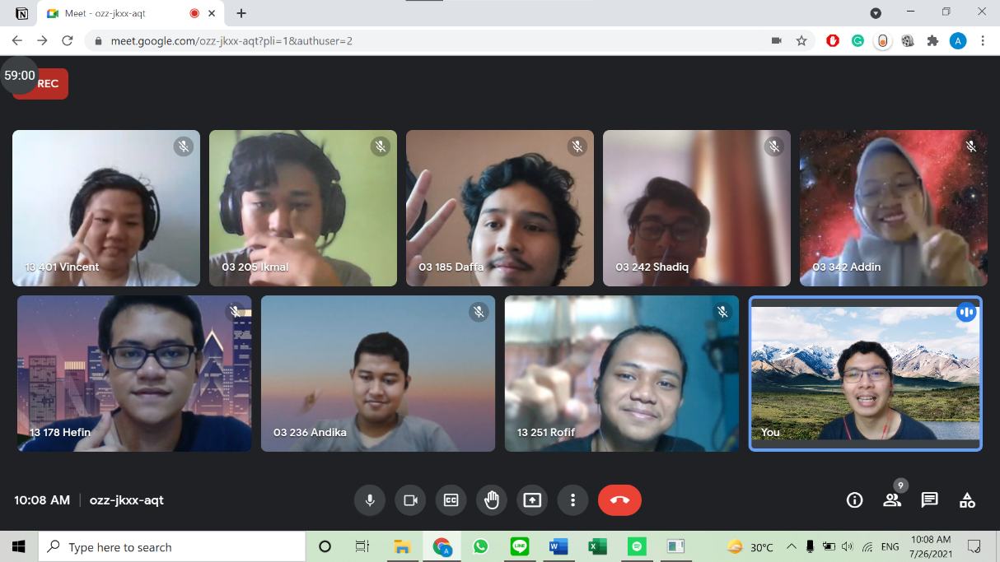 Meet - ozz-jkxx-aqt
meet.google.com/ozz-jkxx-aqt?pli=1&authuser=2
A
59:00
REC
13 401 Vincent
03 205 Ikmal
03 185 Daffa
03 242 Shadiq
03 342 Addin
13 178 Hefin
03 236 Andika
13 251 Rofif
You
10:08 AM
ozz-jkxx-aqt
CC
9
Type here to search
A
LINE
30°C
ENG
10:08 AM
7/26/2021